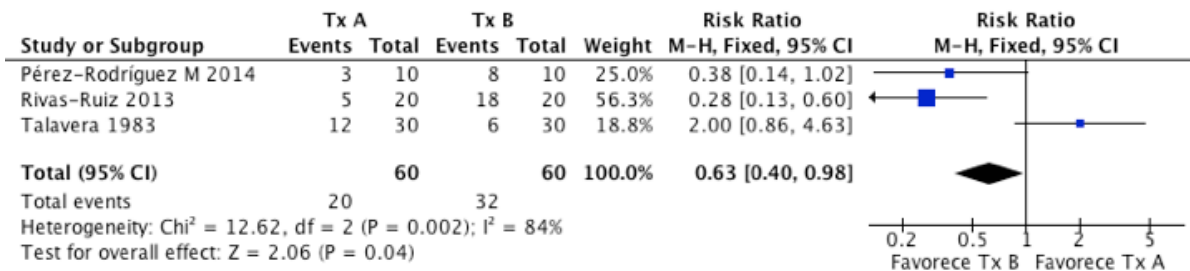 Tx A Tx B Risk Ratio Risk Ratio
Study or Subgroup Events Total Events Total Weight M-H, Fixed, 95% CI M-H, Fixed, 95% CI
Pérez-Rodríguez M 2014 3 10 8 10 25.0% 0.38 [0.14, 1.02]
Rivas-Ruiz 2013 5 20 18 20 56.3% 0.28 [0.13, 0.60]
Talavera 1983 12 30 6 30 18.8% 2.00 [0.86, 4.63]
Total (95% CI) 60 60 100.0% 0.63 [0.40, 0.98]
Total events 20 32
Heterogeneity: Chi² = 12.62, df = 2 (P = 0.002); I² = 84%
Test for overall effect: Z = 2.06 (P = 0.04)
0.2 0.5 1 2 5
Favorece Tx B Favorece Tx A